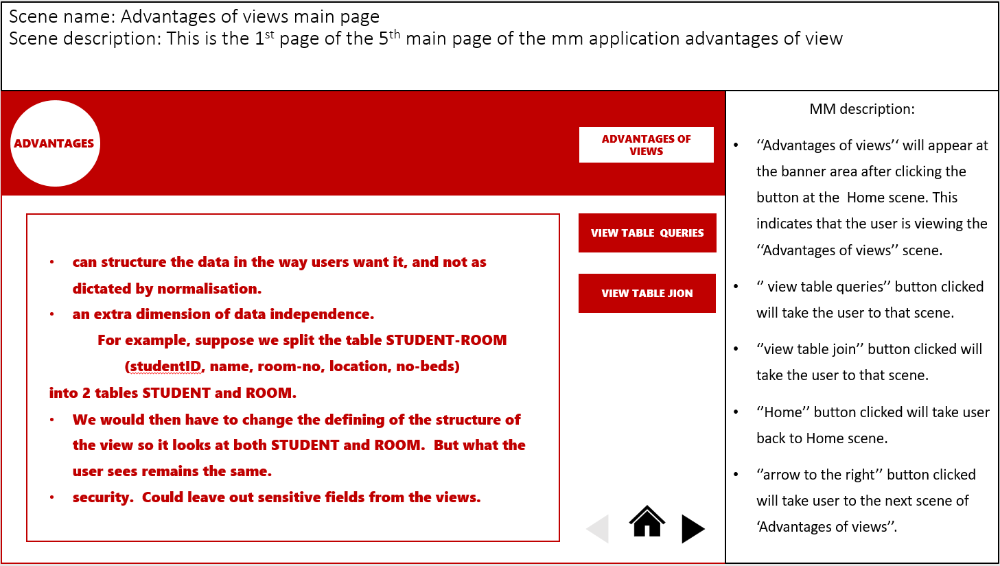 Scene name: Advantages of views main page
Scene description: This is the 1st page of the 5th main page of the mm application advantages of view
ADVANTAGES
ADVANTAGES OF
VIEWS
• can structure the data in the way users want it, and not as
dictated by normalisation.
• an extra dimension of data independence.
For example, suppose we split the table STUDENT-ROOM
(studentID, name, room-no, location, no-beds)
into 2 tables STUDENT and ROOM.
• We would then have to change the defining of the structure of
the view so it looks at both STUDENT and ROOM.  But what the
user sees remains the same.
• security.  Could leave out sensitive fields from the views.
VIEW TABLE  QUERIES
VIEW TABLE JION
MM description:
• ‘‘Advantages of views’‘ will appear at
the banner area after clicking the
button at the  Home scene. This
indicates that the user is viewing the
‘‘Advantages of views’’ scene.
• ‘’ view table queries’’ button clicked
will take the user to that scene.
• ‘’view table join’’ button clicked will
take the user to that scene.
• ‘’Home’’ button clicked will take user
back to Home scene.
• ‘’arrow to the right’’ button clicked
will take user to the next scene of
‘Advantages of views’’.